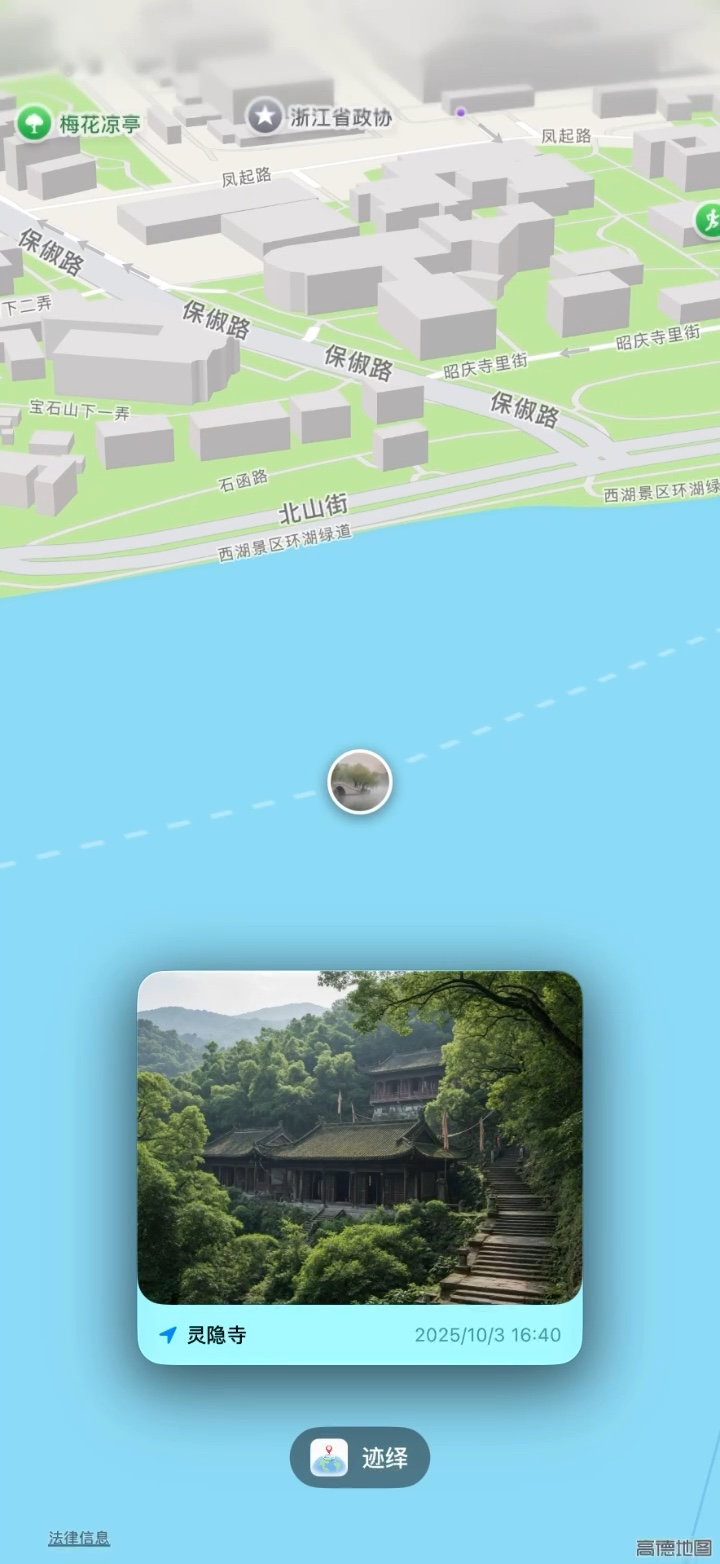 梅花凉亭
浙江省政协
凤起路
凤起路
保俶路
下二弄
保俶路
保俶路
昭庆寺里街
昭庆寺里街
宝石山下一弄
保俶路
石函路
北山街
西湖景区环湖绿
西湖景区环湖绿道
灵隐寺
2025/10/3 16:40
迹绎
法律信息
高德地图